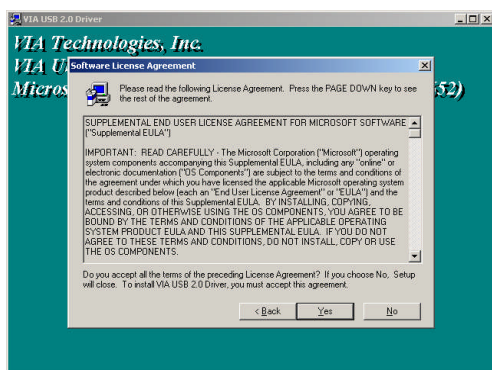 VIA USB 2.0 Driver
VIA Technologies, Inc.
VIA U
Micros 52)
Software License Agreement
Please read the following License Agreement. Press the PAGE DOWN key to see
the rest of the agreement.
SUPPLEMENTAL END USER LICENSE AGREEMENT FOR MICROSOFT SOFTWARE
("Supplemental EULA")
IMPORTANT: READ CAREFULLY - The Microsoft Corporation ("Microsoft") operating
system components accompanying this Supplemental EULA, including any "online" or
electronic documentation ("OS Components") are subject to the terms and conditions of
the agreement under which you have licensed the applicable Microsoft operating system
product described below (each an "End User License Agreement" or "EULA") and the
terms and conditions of this Supplemental EULA. BY INSTALLING, COPYING,
ACCESSING, OR OTHERWISE USING THE OS COMPONENTS, YOU AGREE TO BE
BOUND BY THE TERMS AND CONDITIONS OF THE APPLICABLE OPERATING
SYSTEM PRODUCT EULA AND THIS SUPPLEMENTAL EULA. IF YOU DO NOT
AGREE TO THESE TERMS AND CONDITIONS, DO NOT INSTALL, COPY OR USE
THE OS COMPONENTS.
Do you accept all the terms of the preceding License Agreement? If you choose No, Setup
will close. To install VIA USB 2.0 Driver, you must accept this agreement.
< Back Yes No